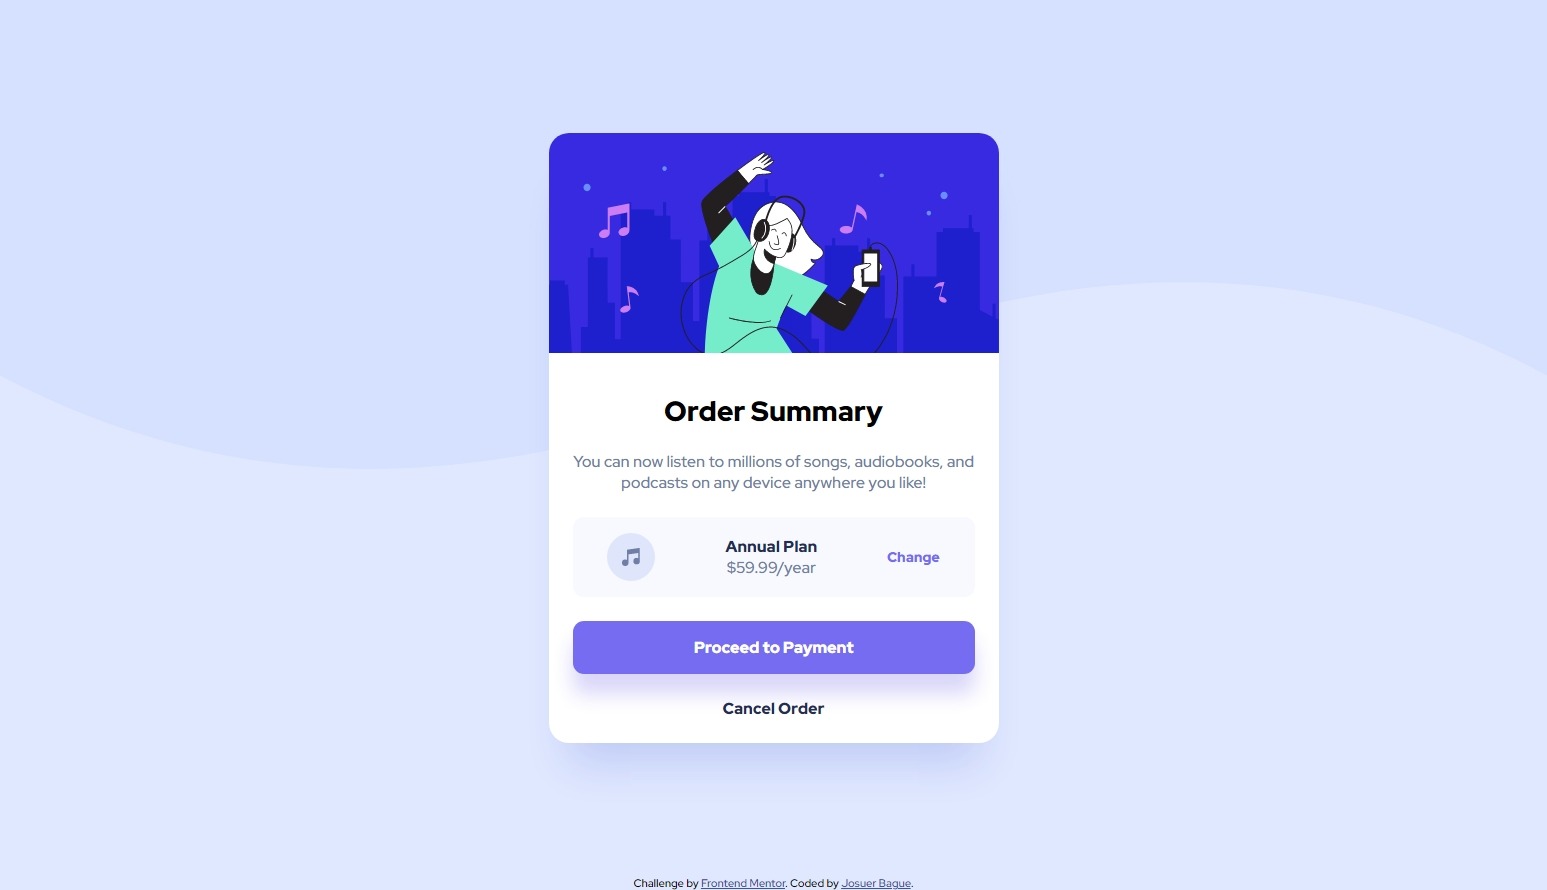 Order Summary
You can now listen to millions of songs, audiobooks, and
podcasts on any device anywhere you like!
Annual Plan
$59.99/year
Change
Proceed to Payment
Cancel Order
Challenge by Frontend Mentor. Coded by Josuer Bague.